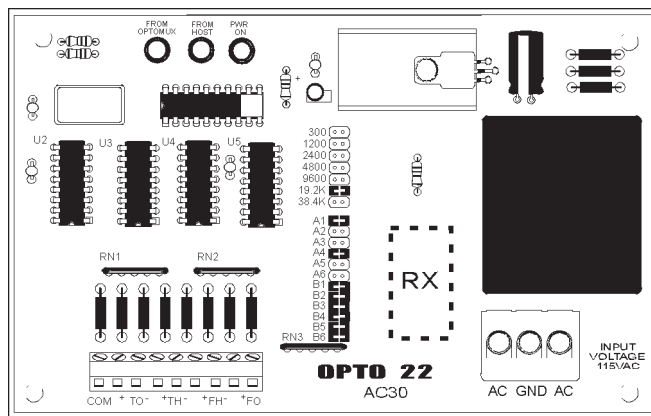 FROM OPTOMUX
FROM HOST
PWR ON
+
U2
U3
U4
U5
300
1200
2400
4800
9600
19.2K
38.4K
A1
A2
A3
A4
A5
A6
B1
B2
B3
B4
B5
B6
RN1
RN2
RN3
RX
COM + TO - + TH - + FH - + FO
OPTO 22
AC30
AC GND AC
INPUT
VOLTAGE
115VAC